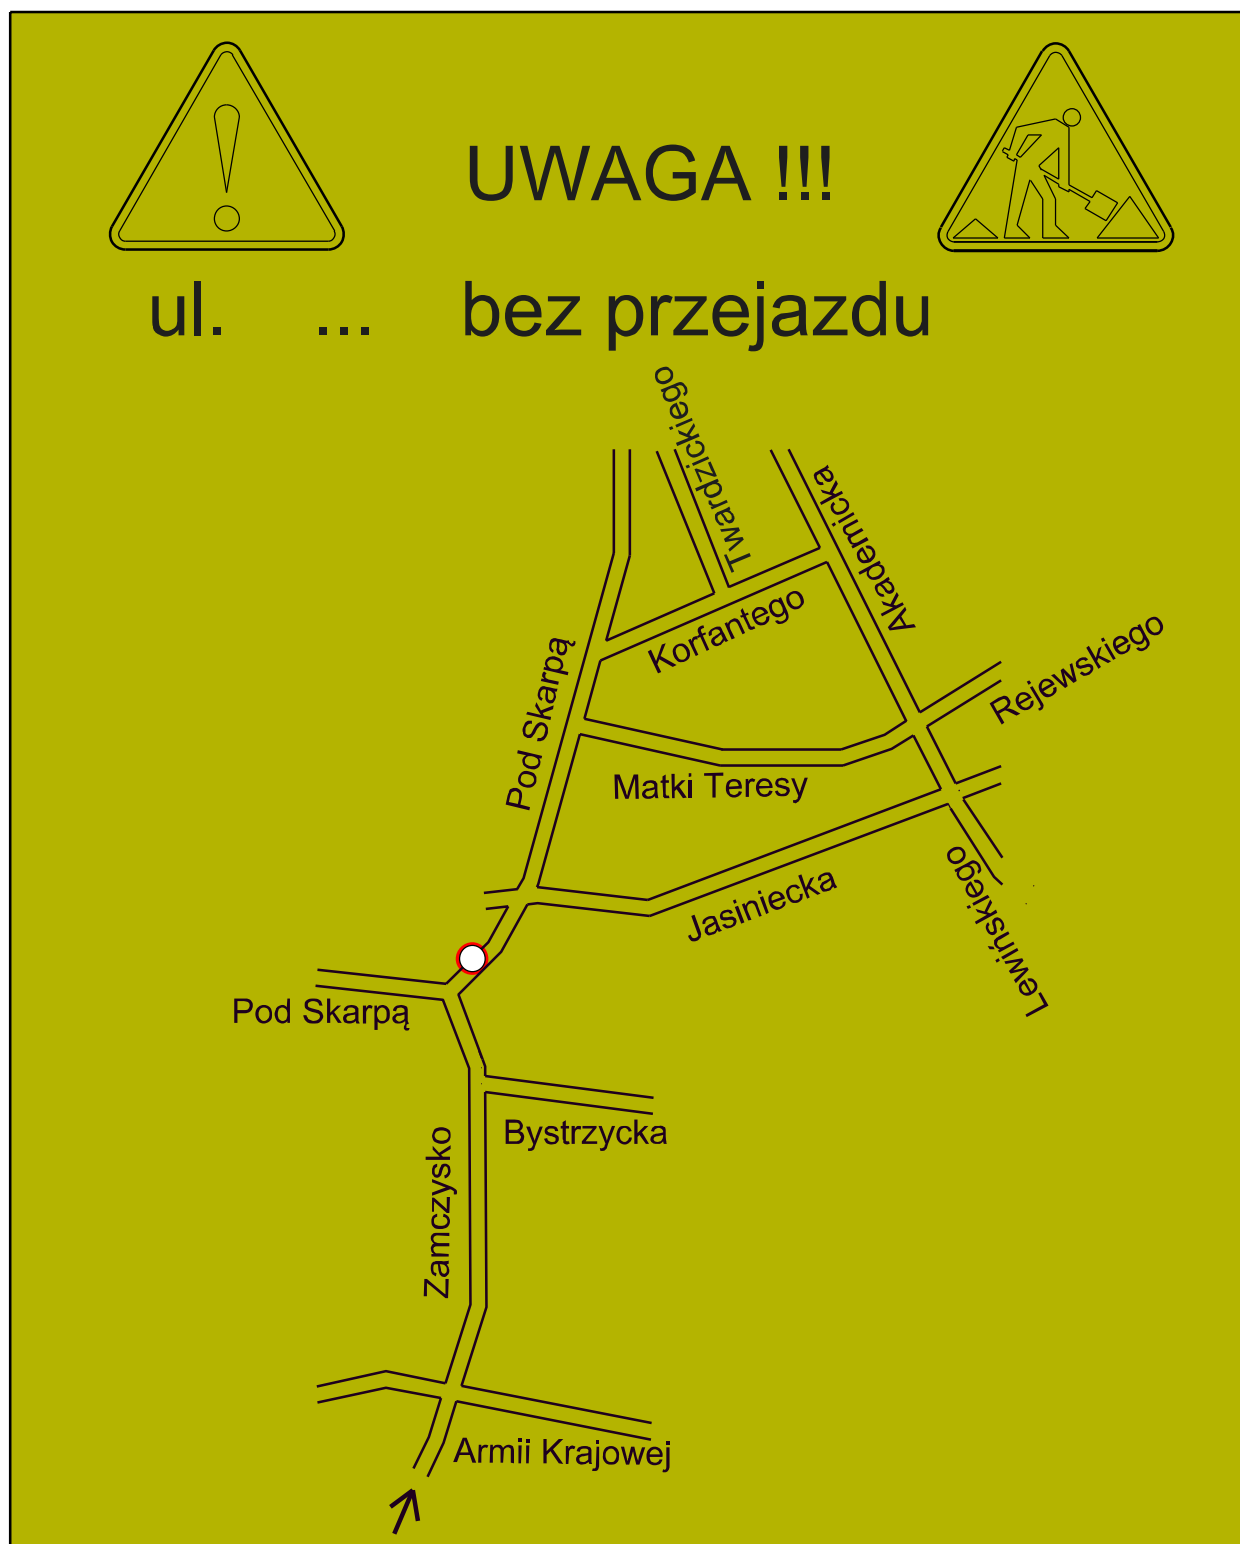 UWAGA !!!
ul. ... bez przejazdu
Twardzickiego
Akademicka
Korfantego
Rejewskiego
Pod Skarpą
Matki Teresy
Jasiniecka
Lewińskiego
Pod Skarpą
Bystrzycka
Zamczysko
Armii Krajowej